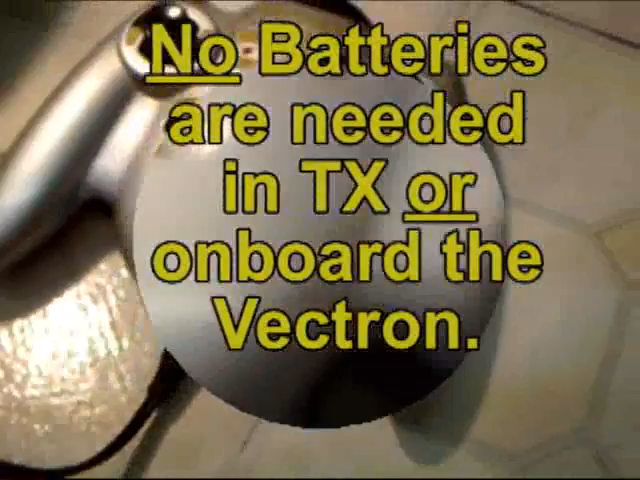 No Batteries
are needed
in TX or
onboard the
Vectron.